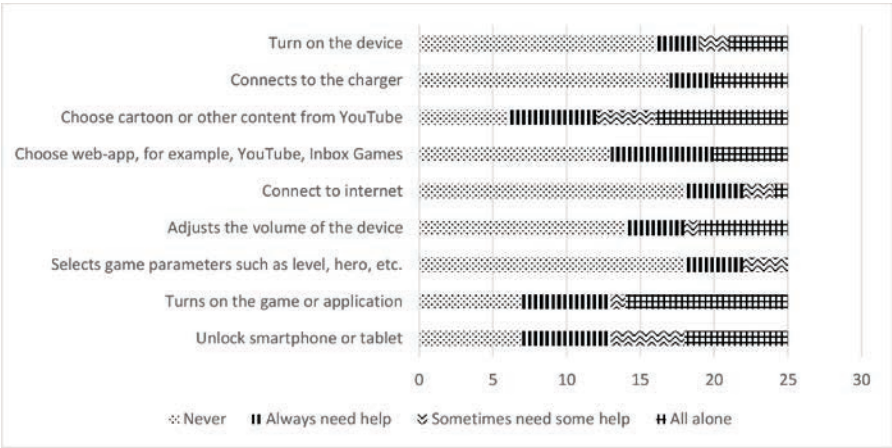 Turn on the device
Connects to the charger
Choose cartoon or other content from YouTube
Choose web-app, for example, YouTube, Inbox Games
Connect to internet
Adjusts the volume of the device
Selects game parameters such as level, hero, etc.
Turns on the game or application
Unlock smartphone or tablet
0 5 10 15 20 25 30
Never Always need help Sometimes need some help All alone